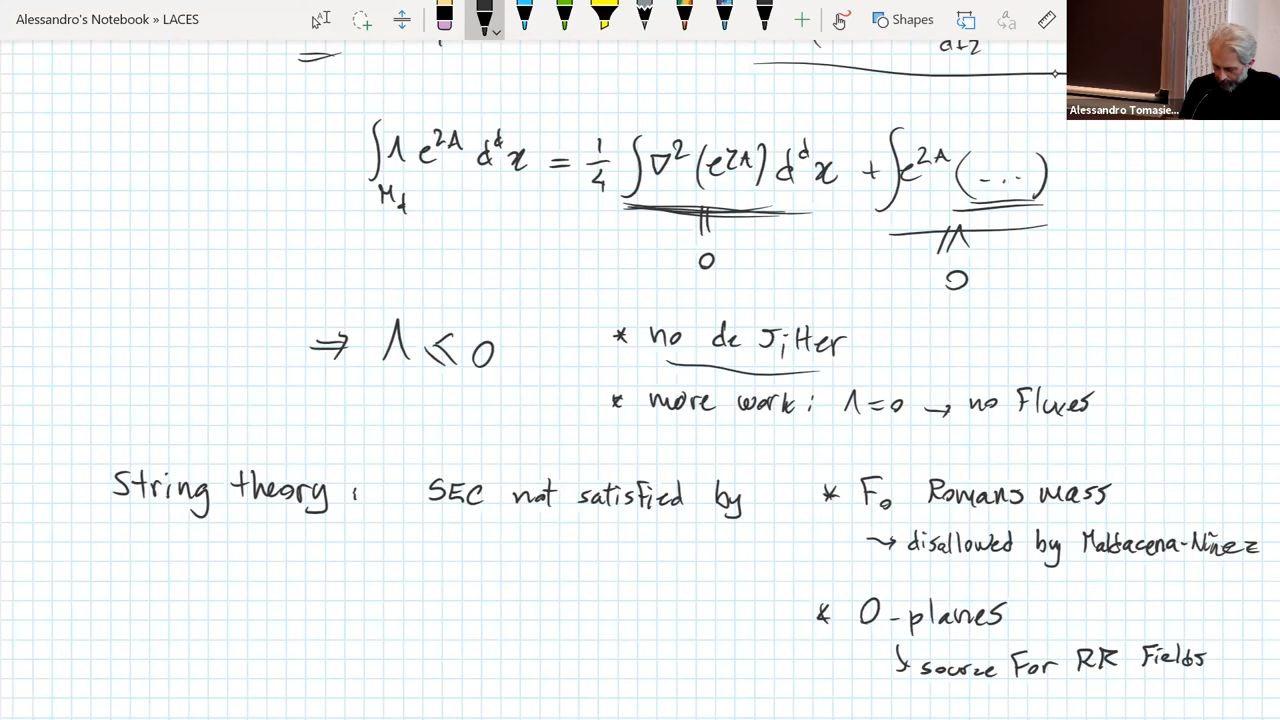 Alessandro's Notebook » LACES
Shapes
a+2
Alessandro Tomasie...
∫_{M_d} Λ e^{2A} d^d x = 1/4 ∫ ∇² (e^{2A}) d^d x + ∫ e^{2A} (-...)
0
0
⇒ Λ ≤ 0 * no de Sitter
* more work: Λ=0 → no Fluxes
String theory: SEC not satisfied by * F₀ Romans mass
↝ disallowed by Maldacena-Núñez
* O-planes
↳ source For RR Fields